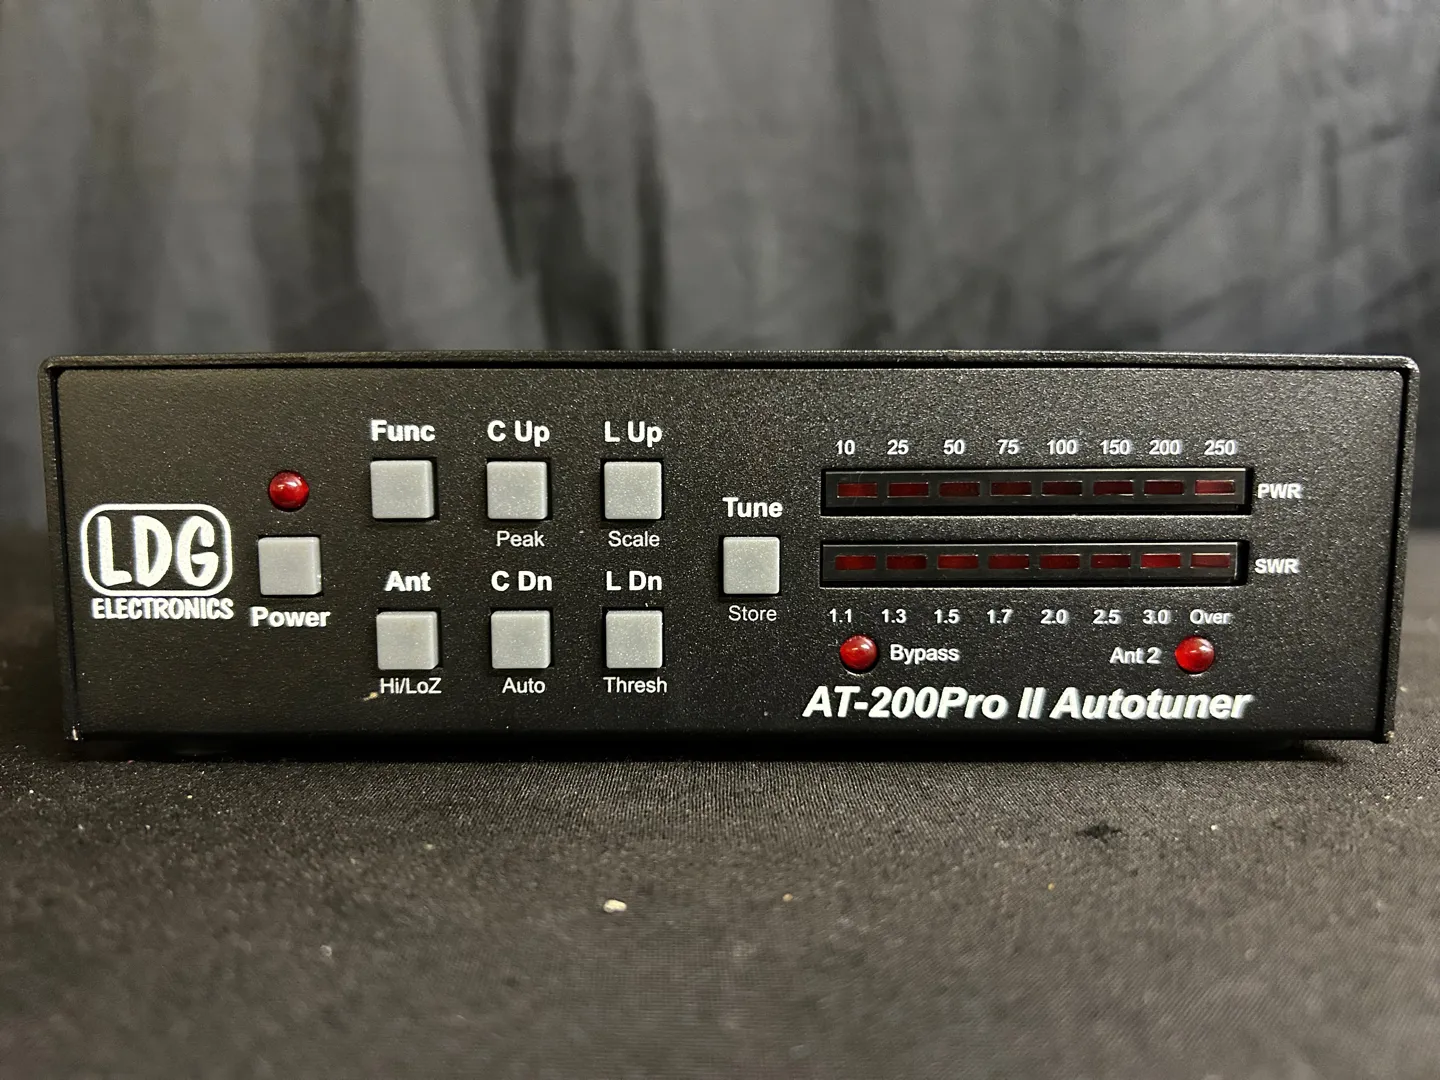 LDG
ELECTRONICS
Power
Func
C Up
L Up
Peak
Scale
Ant
C Dn
L Dn
Hi/LoZ
Auto
Thresh
Tune
Store
10 25 50 75 100 150 200 250
PWR
SWR
1.1 1.3 1.5 1.7 2.0 2.5 3.0 Over
Bypass
Ant 2
AT-200Pro II Autotuner